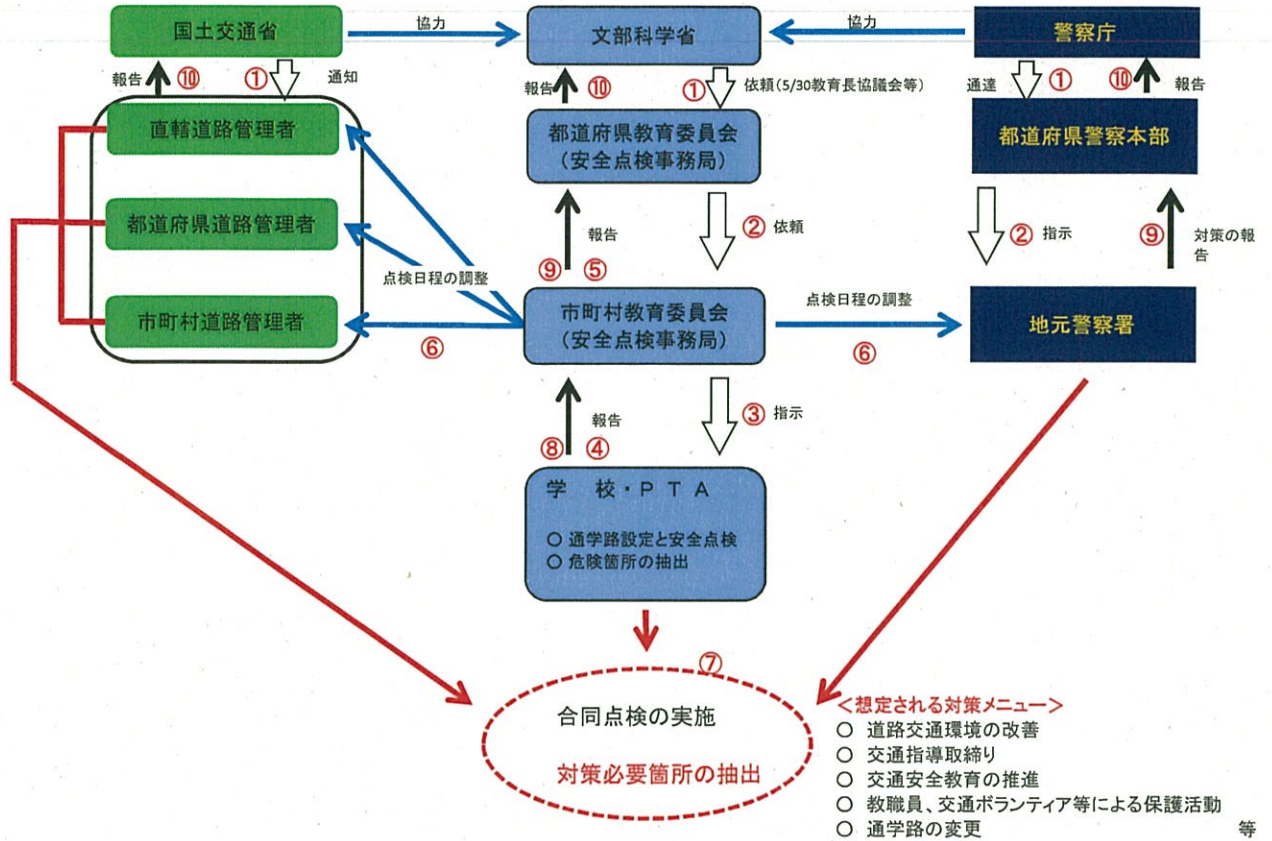 国土交通省
協力
文部科学省
協力
警察庁
報告 ⑩
① 通知
報告 ⑩
① 依頼(5/30教育長協議会等)
通達 ①
⑩ 報告
直轄道路管理者
都道府県教育委員会
(安全点検事務局)
都道府県警察本部
都道府県道路管理者
報告
⑨ ⑤
② 依頼
② 指示
⑨ 対策の報
告
点検日程の調整
市町村道路管理者
⑥
市町村教育委員会
(安全点検事務局)
点検日程の調整
⑥
地元警察署
報告
⑧ ④
③ 指示
学 校・P T A
○ 通学路設定と安全点検
○ 危険箇所の抽出
⑦
合同点検の実施
対策必要箇所の抽出
<想定される対策メニュー>
○ 道路交通環境の改善
○ 交通指導取締り
○ 交通安全教育の推進
○ 教職員、交通ボランティア等による保護活動
○ 通学路の変更 等